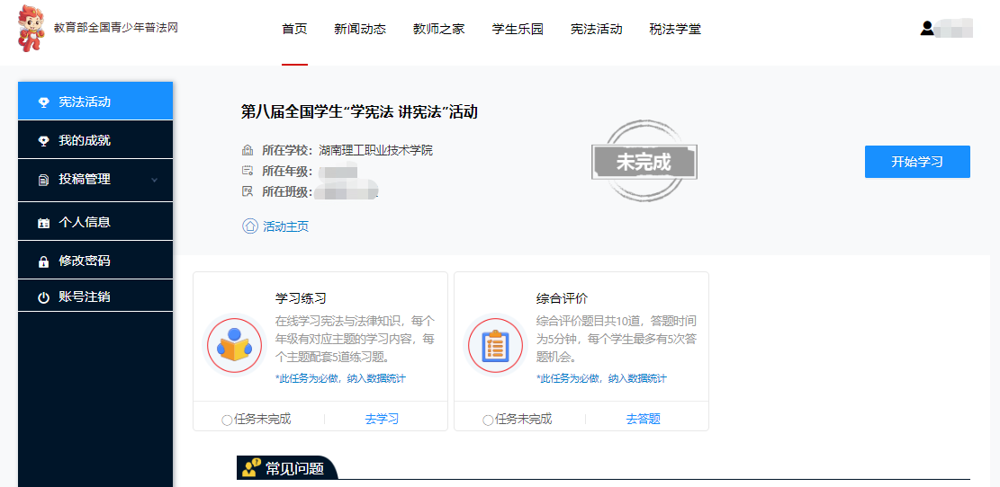 教育部全国青少年普法网
首页 新闻动态 教师之家 学生乐园 宪法活动 税法学堂
宪法活动
我的成就
投稿管理
个人信息
修改密码
账号注销
第八届全国学生“学宪法 讲宪法”活动
所在学校：湖南理工职业技术学院
所在年级：
所在班级：
活动主页
未完成
开始学习
学习练习
在线学习宪法与法律知识，每个
年级有对应主题的学习内容，每
个主题配套5道练习题。
*此任务为必做，纳入数据统计
任务未完成 去学习
综合评价
综合评价题目共10道，答题时间
为5分钟，每个学生最多有5次答
题机会。
*此任务为必做，纳入数据统计
任务未完成 去答题
常见问题